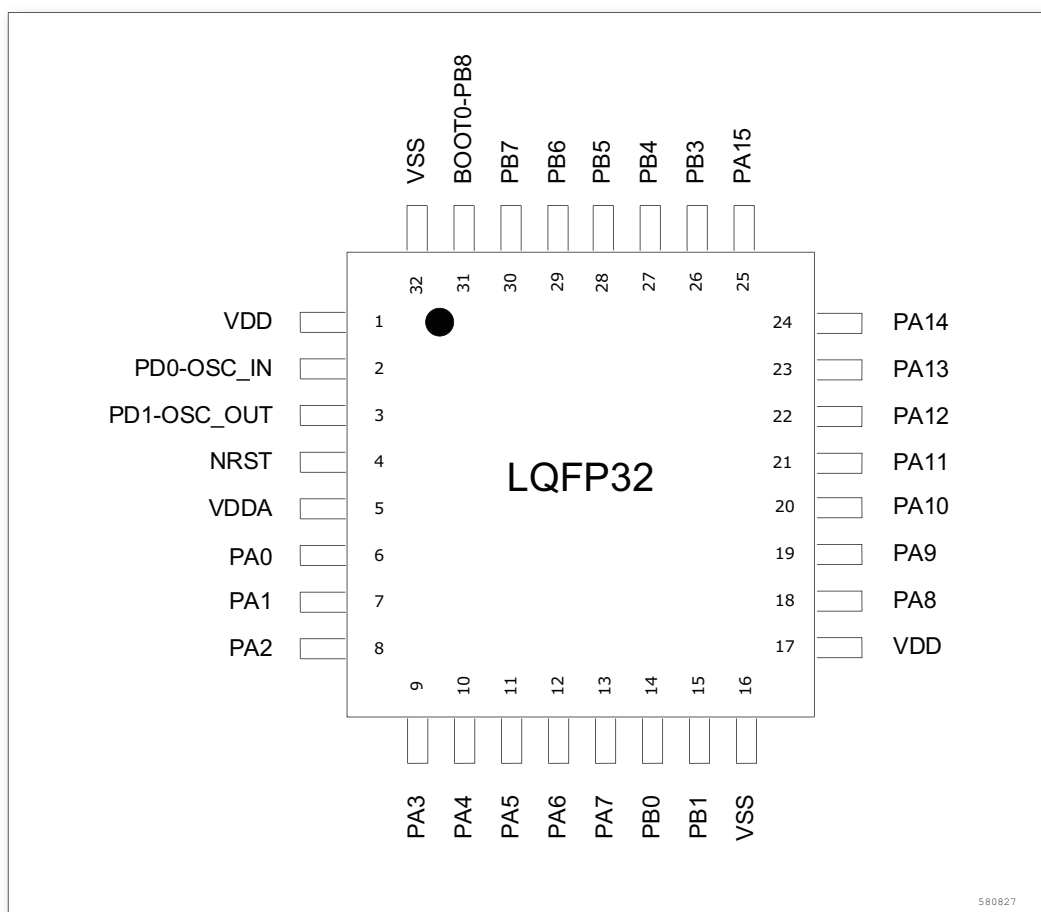 VSS
BOOT0-PB8
PB7
PB6
PB5
PB4
PB3
PA15
32
31
30
29
28
27
26
25
VDD 1
PD0-OSC_IN 2
PD1-OSC_OUT 3
NRST 4
VDDA 5
PA0 6
PA1 7
PA2 8
LQFP32
24 PA14
23 PA13
22 PA12
21 PA11
20 PA10
19 PA9
18 PA8
17 VDD
9
10
11
12
13
14
15
16
PA3
PA4
PA5
PA6
PA7
PB0
PB1
VSS
580827